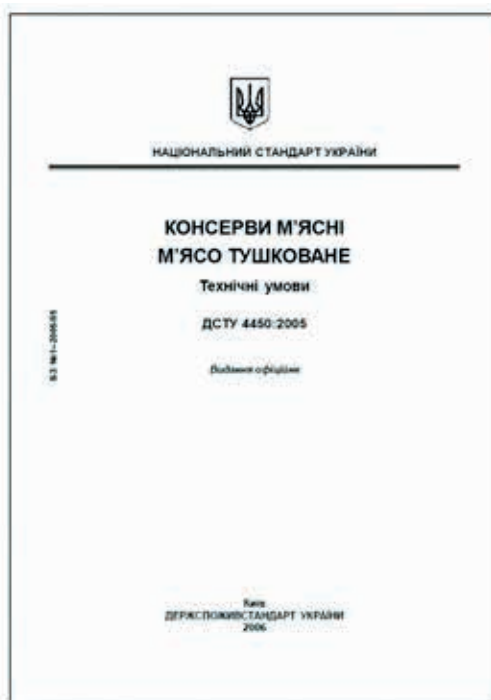 НАЦІОНАЛЬНИЙ СТАНДАРТ УКРАЇНИ
КОНСЕРВИ М'ЯСНІ
М'ЯСО ТУШКОВАНЕ
Технічні умови
ДСТУ 4450:2005
Видання офіційне
Київ
ДЕРЖСПОЖИВСТАНДАРТ УКРАЇНИ
2006